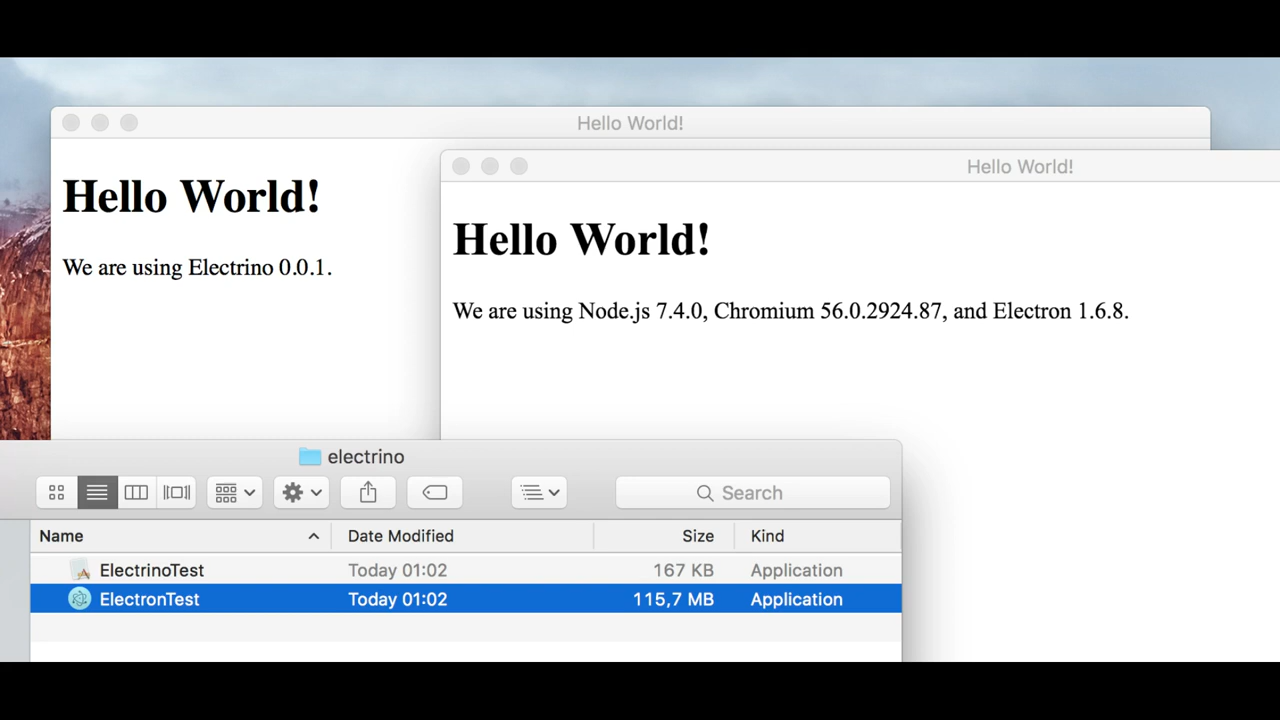 Hello World!
Hello World!
We are using Electrino 0.0.1.
Hello World!
Hello World!
We are using Node.js 7.4.0, Chromium 56.0.2924.87, and Electron 1.6.8.
electrino
Search
Name Date Modified Size Kind
ElectrinoTest Today 01:02 167 KB Application
ElectronTest Today 01:02 115,7 MB Application